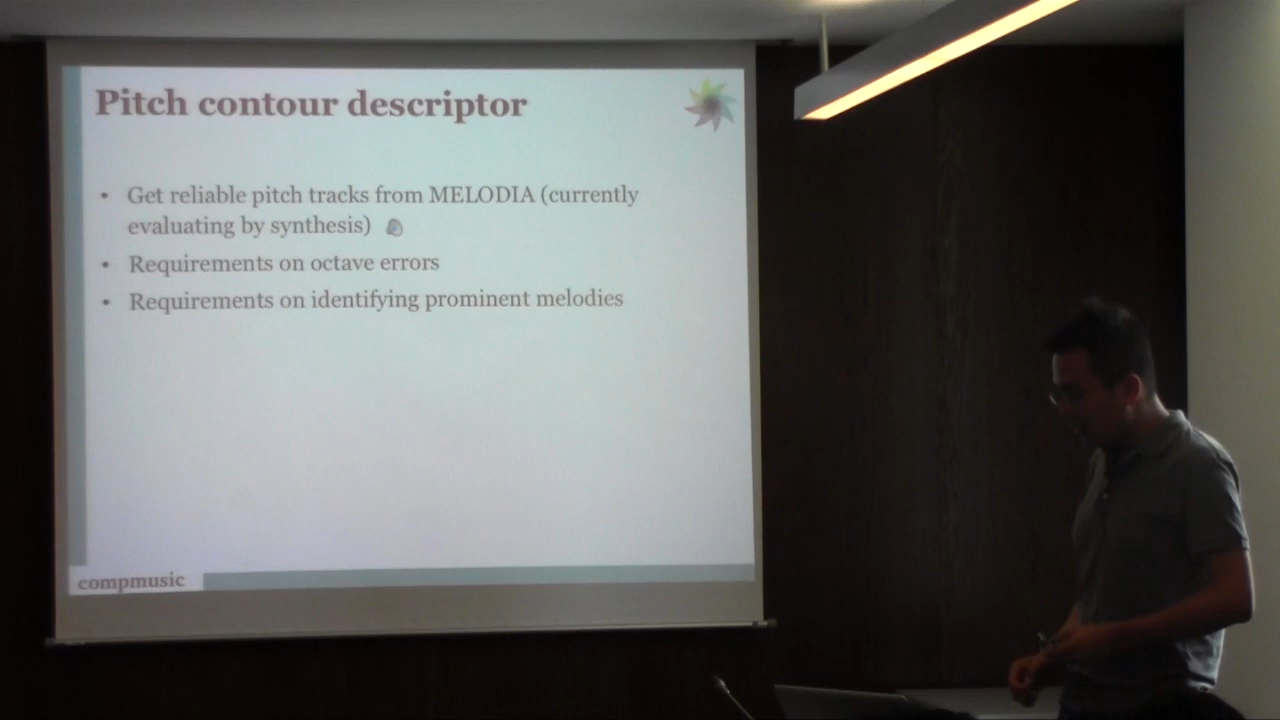 Pitch contour descriptor
• Get reliable pitch tracks from MELODIA (currently
evaluating by synthesis)
• Requirements on octave errors
• Requirements on identifying prominent melodies
compmusic